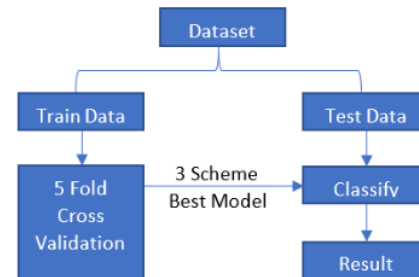 Dataset
Train Data
Test Data
5 Fold
Cross
Validation
3 Scheme
Best Model
Classify
Result